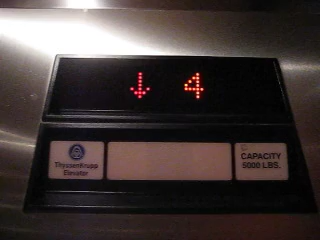 ↓ 4
ThyssenKrupp
Elevator
CAPACITY
5000 LBS.